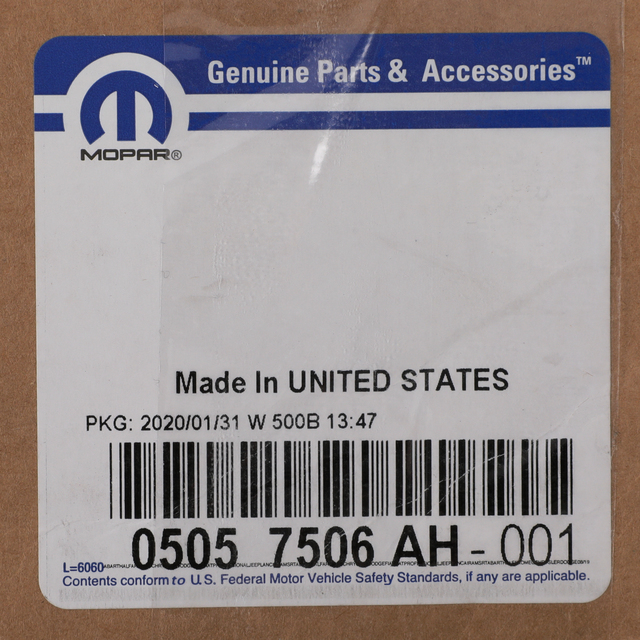 Genuine Parts & Accessories™
MOPAR®
Made In UNITED STATES
PKG: 2020/01/31 W 500B 13:47
0505 7506 AH - 001
L=6060
Contents conform to U.S. Federal Motor Vehicle Safety Standards, if any are applicable.